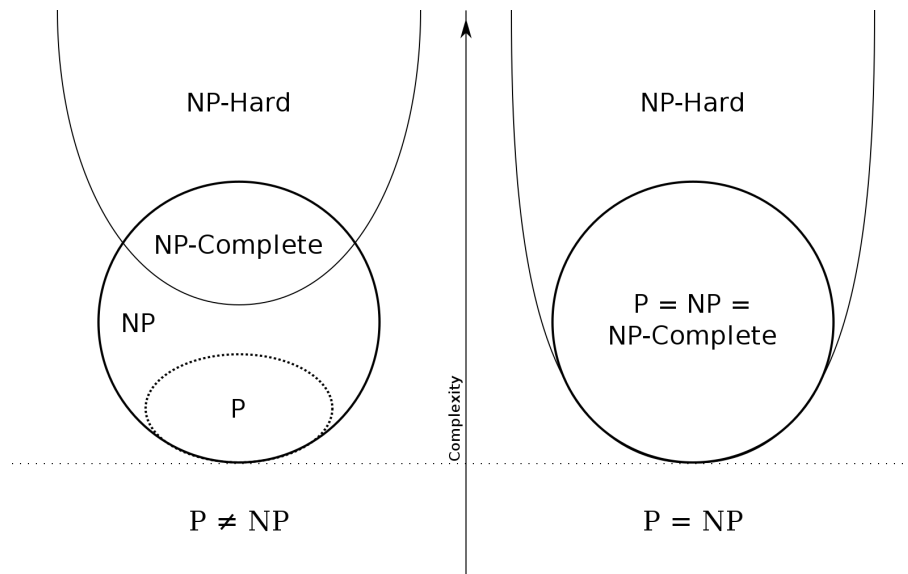 NP-Hard
NP-Complete
NP
P
P ≠ NP
Complexity
NP-Hard
P = NP =
NP-Complete
P = NP